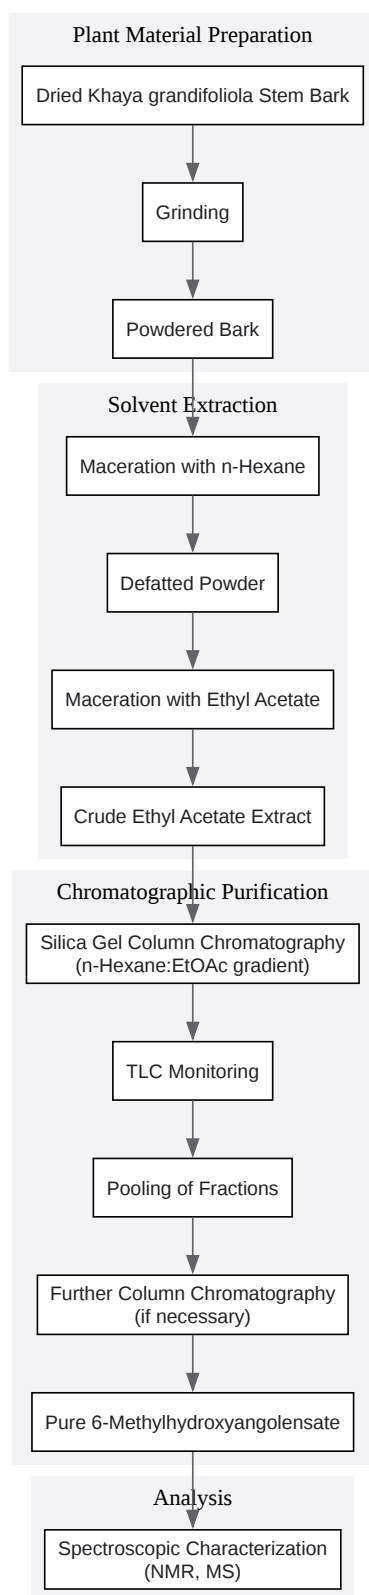 Plant Material Preparation
Dried Khaya grandifoliola Stem Bark
Grinding
Powdered Bark
Solvent Extraction
Maceration with n-Hexane
Defatted Powder
Maceration with Ethyl Acetate
Crude Ethyl Acetate Extract
Chromatographic Purification
Silica Gel Column Chromatography
(n-Hexane:EtOAc gradient)
TLC Monitoring
Pooling of Fractions
Further Column Chromatography
(if necessary)
Pure 6-Methylhydroxyangolensate
Analysis
Spectroscopic Characterization
(NMR, MS)